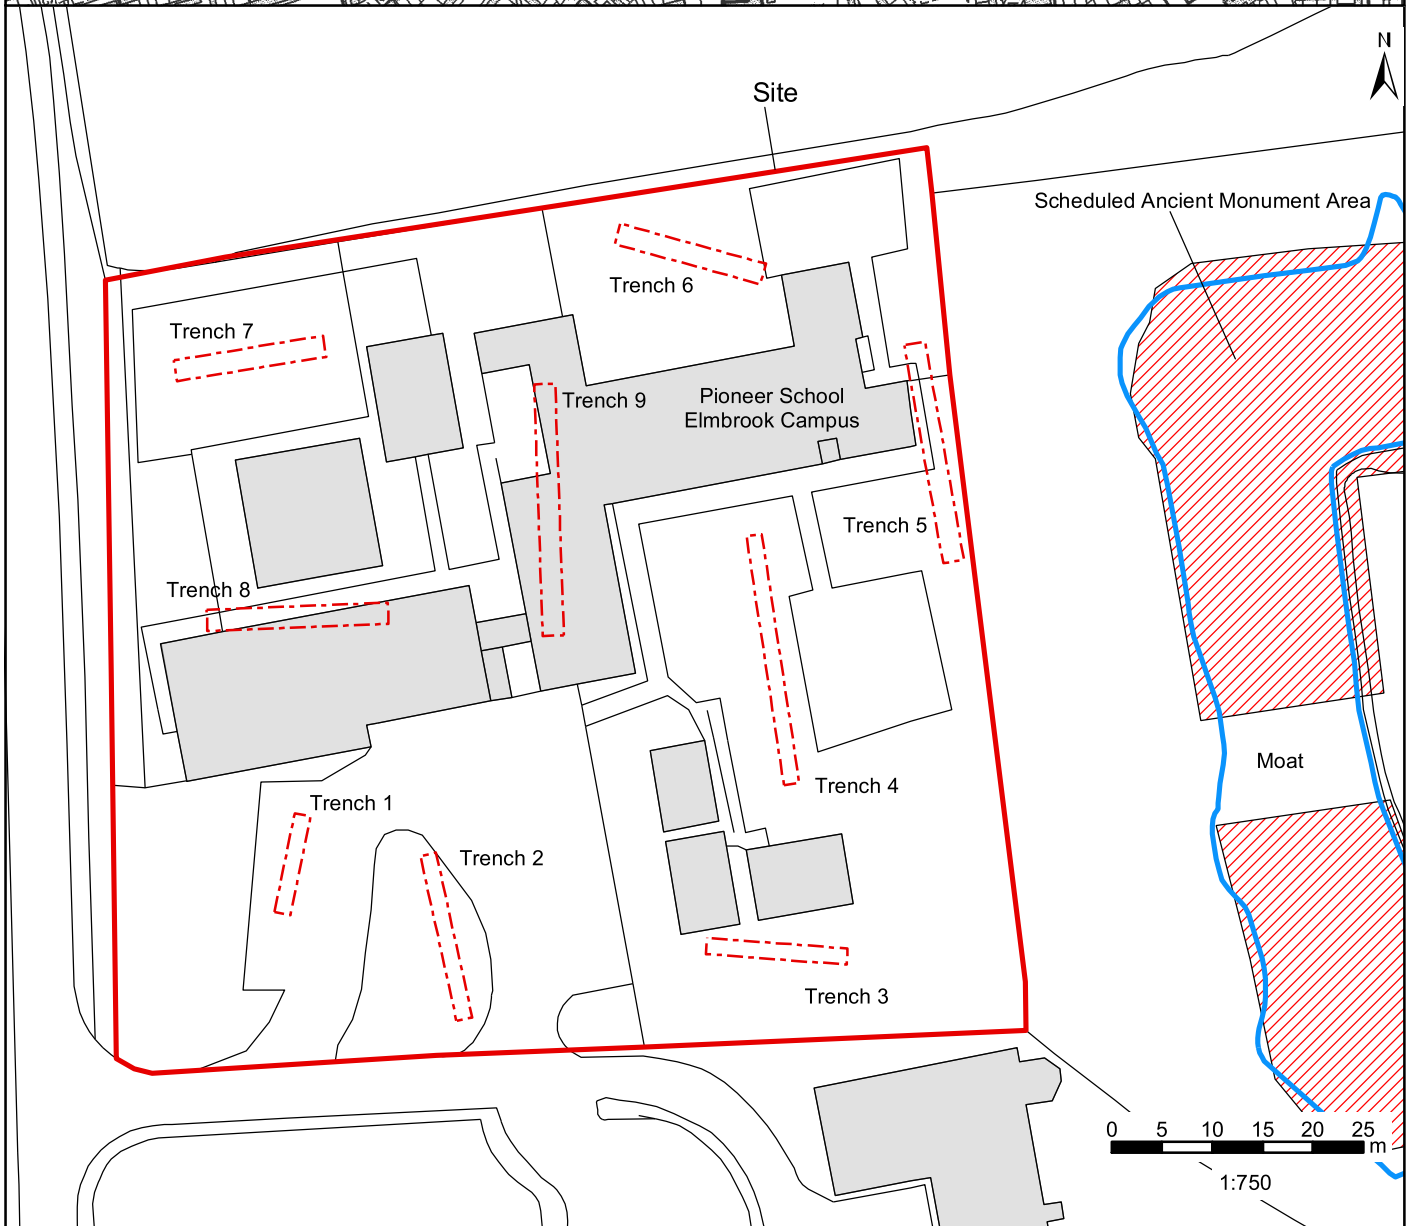 N
Site
Scheduled Ancient Monument Area
Trench 6
Trench 7
Trench 9
Pioneer School
Elmbrook Campus
Trench 5
Trench 8
Moat
Trench 4
Trench 1
Trench 2
Trench 3
0 5 10 15 20 25
m
1:750